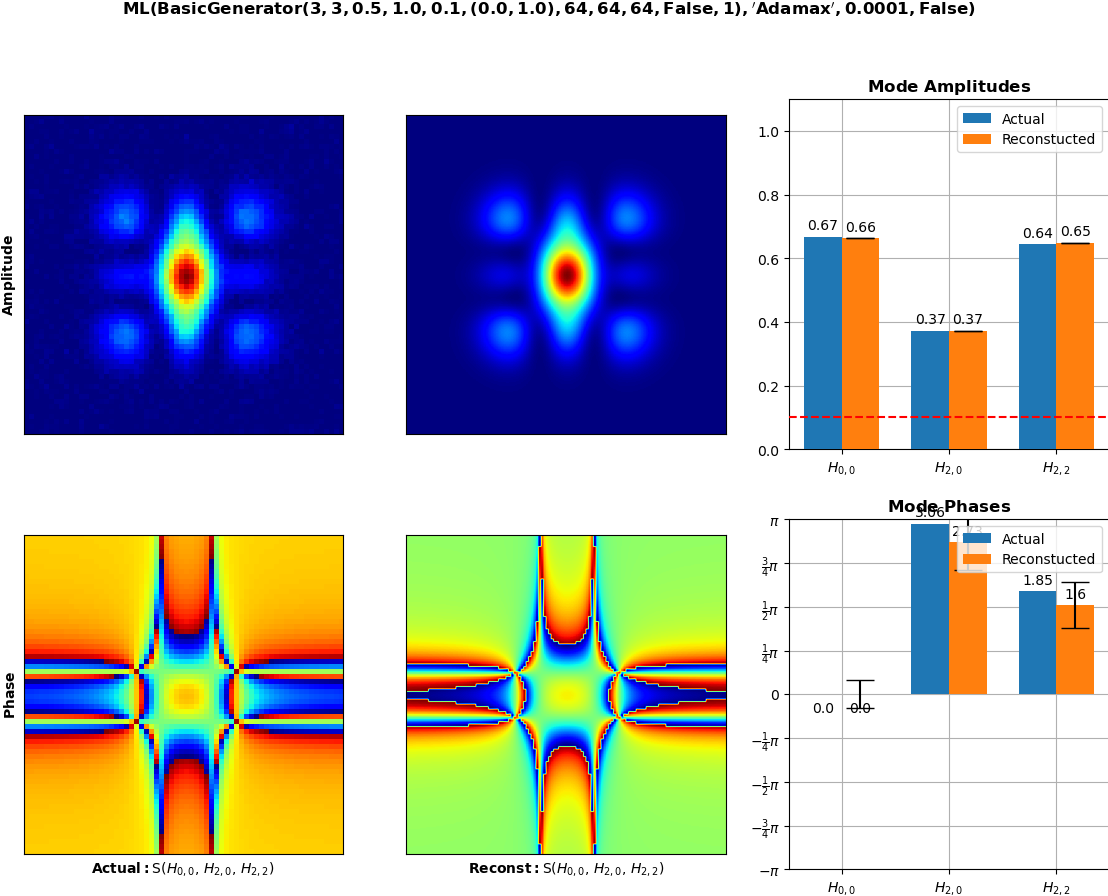 ML(BasicGenerator(3, 3, 0.5, 1.0, 0.1, (0.0, 1.0), 64, 64, 64, False, 1), ′Adamax′, 0.0001, False)
Amplitude
Mode Amplitudes
Actual
Reconstucted
1.0
0.8
0.6
0.4
0.2
0.0
0.67
0.66
0.37
0.37
0.64
0.65
H0, 0
H2, 0
H2, 2
Phase
Actual: S(H0, 0, H2, 0, H2, 2)
Reconst: S(H0, 0, H2, 0, H2, 2)
Mode Phases
Actual
Reconstucted
π
3/4π
1/2π
1/4π
0
−1/4π
−1/2π
−3/4π
−π
0.0
-0.0
3.06
1.85
1.6
H0, 0
H2, 0
H2, 2